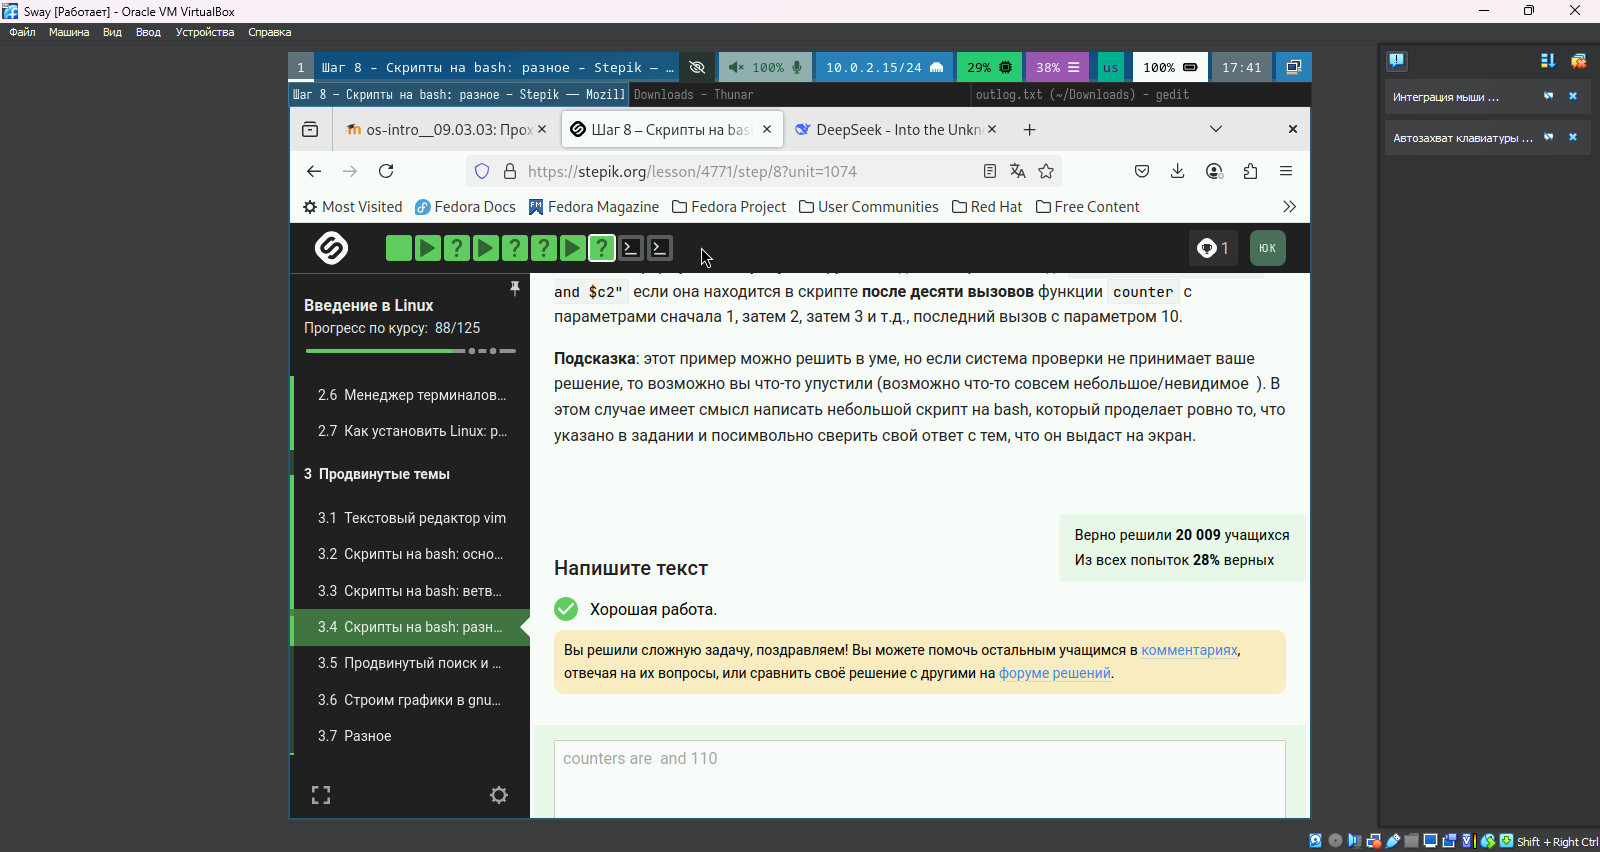 Sway [Работает] - Oracle VM VirtualBox
Файл Машина Вид Ввод Устройства Справка
1 Шаг 8 – Скрипты на bash: разное – Stepik — … 100% 10.0.2.15/24 29% 38% us 100% 17:41
Шаг 8 – Скрипты на bash: разное – Stepik — Mozill Downloads - Thunar outlog.txt (~/Downloads) - gedit
os-intro__09.03.03: Прох Шаг 8 – Скрипты на bas DeepSeek - Into the Unkn
https://stepik.org/lesson/4771/step/8?unit=1074
Most Visited Fedora Docs Fedora Magazine Fedora Project User Communities Red Hat Free Content
1 ЮК
Введение в Linux
Прогресс по курсу: 88/125
2.6 Менеджер терминалов...
2.7 Как установить Linux: р...
3 Продвинутые темы
3.1 Текстовый редактор vim
3.2 Скрипты на bash: осно...
3.3 Скрипты на bash: ветв...
3.4 Скрипты на bash: разн...
3.5 Продвинутый поиск и ...
3.6 Строим графики в gnu...
3.7 Разное
and $c2" если она находится в скрипте после десяти вызовов функции counter с
параметрами сначала 1, затем 2, затем 3 и т.д., последний вызов с параметром 10.
Подсказка: этот пример можно решить в уме, но если система проверки не принимает ваше
решение, то возможно вы что-то упустили (возможно что-то совсем небольшое/невидимое ). В
этом случае имеет смысл написать небольшой скрипт на bash, который проделает ровно то, что
указано в задании и посимвольно сверить свой ответ с тем, что он выдаст на экран.
Верно решили 20 009 учащихся
Из всех попыток 28% верных
Напишите текст
Хорошая работа.
Вы решили сложную задачу, поздравляем! Вы можете помочь остальным учащимся в комментариях,
отвечая на их вопросы, или сравнить своё решение с другими на форуме решений.
counters are  and 110
Интеграция мыши ...
Автозахват клавиатуры ...
Shift + Right Ctrl